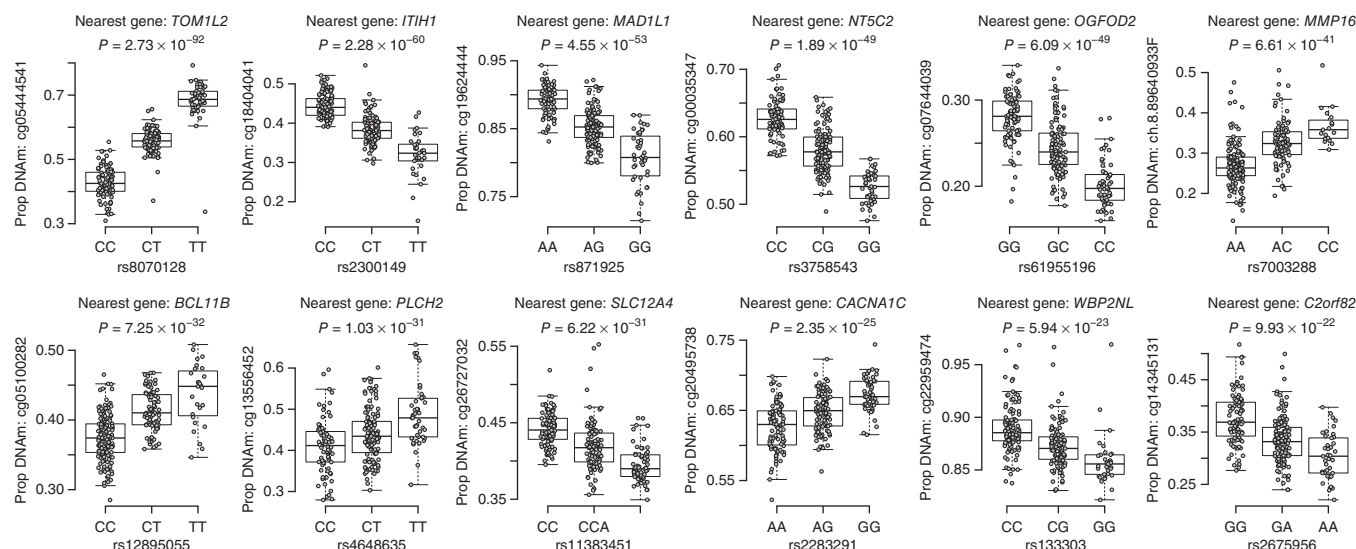 Nearest gene: TOM1L2
P = 2.73 × 10−92
Prop DNAm: cg05444541
0.7
0.5
0.3
CC CT TT
rs8070128
Nearest gene: ITIH1
P = 2.28 × 10−60
Prop DNAm: cg18404041
0.5
0.4
0.3
0.2
CC CT TT
rs2300149
Nearest gene: MAD1L1
P = 4.55 × 10−53
Prop DNAm: cg19624444
0.95
0.85
0.75
AA AG GG
rs871925
Nearest gene: NT5C2
P = 1.89 × 10−49
Prop DNAm: cg00035347
0.70
0.60
0.50
CC CG GG
rs3758543
Nearest gene: OGFOD2
P = 6.09 × 10−49
Prop DNAm: cg07644039
0.30
0.20
GG GC CC
rs61955196
Nearest gene: MMP16
P = 6.61 × 10−41
Prop DNAm: ch.8.89640933F
0.5
0.4
0.3
0.2
AA AC CC
rs7003288
Nearest gene: BCL11B
P = 7.25 × 10−32
Prop DNAm: cg05100282
0.50
0.40
0.30
CC CT TT
rs12895055
Nearest gene: PLCH2
P = 1.03 × 10−31
Prop DNAm: cg13556452
0.6
0.5
0.4
0.3
CC CT TT
rs4648635
Nearest gene: SLC12A4
P = 6.22 × 10−31
Prop DNAm: cg26727032
0.55
0.45
0.35
CC CCA
rs11383451
Nearest gene: CACNA1C
P = 2.35 × 10−25
Prop DNAm: cg20495738
0.75
0.65
0.55
AA AG GG
rs2283291
Nearest gene: WBP2NL
P = 5.94 × 10−23
Prop DNAm: cg22959474
0.95
0.90
0.85
CC CG GG
rs133303
Nearest gene: C2orf82
P = 9.93 × 10−22
Prop DNAm: cg14345131
0.45
0.35
0.25
GG GA AA
rs2675956